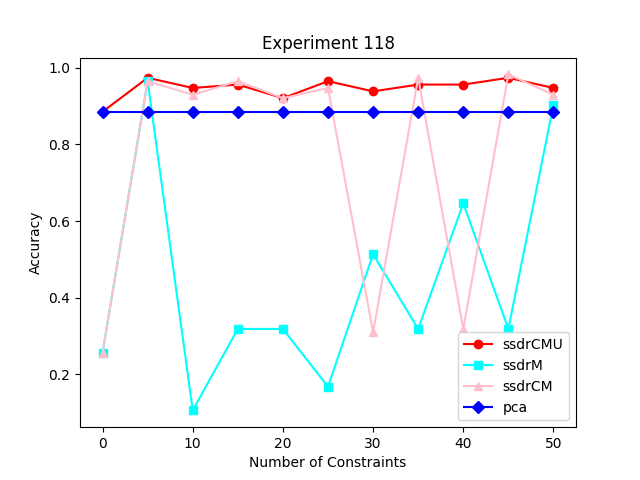 Experiment 118
Accuracy
1.0
0.8
0.6
0.4
0.2
0
10
20
30
40
50
Number of Constraints
ssdrCMU
ssdrM
ssdrCM
pca